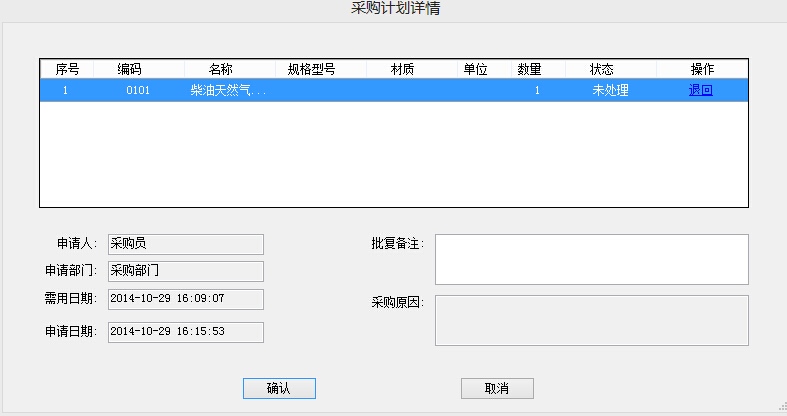 采购计划详情
序号 编码 名称 规格型号 材质 单位 数量 状态 操作
1 0101 柴油天然气... 1 未处理 退回
申请人: 采购员
批复备注:
申请部门: 采购部门
需用日期: 2014-10-29 16:09:07
采购原因:
申请日期: 2014-10-29 16:15:53
确认 取消